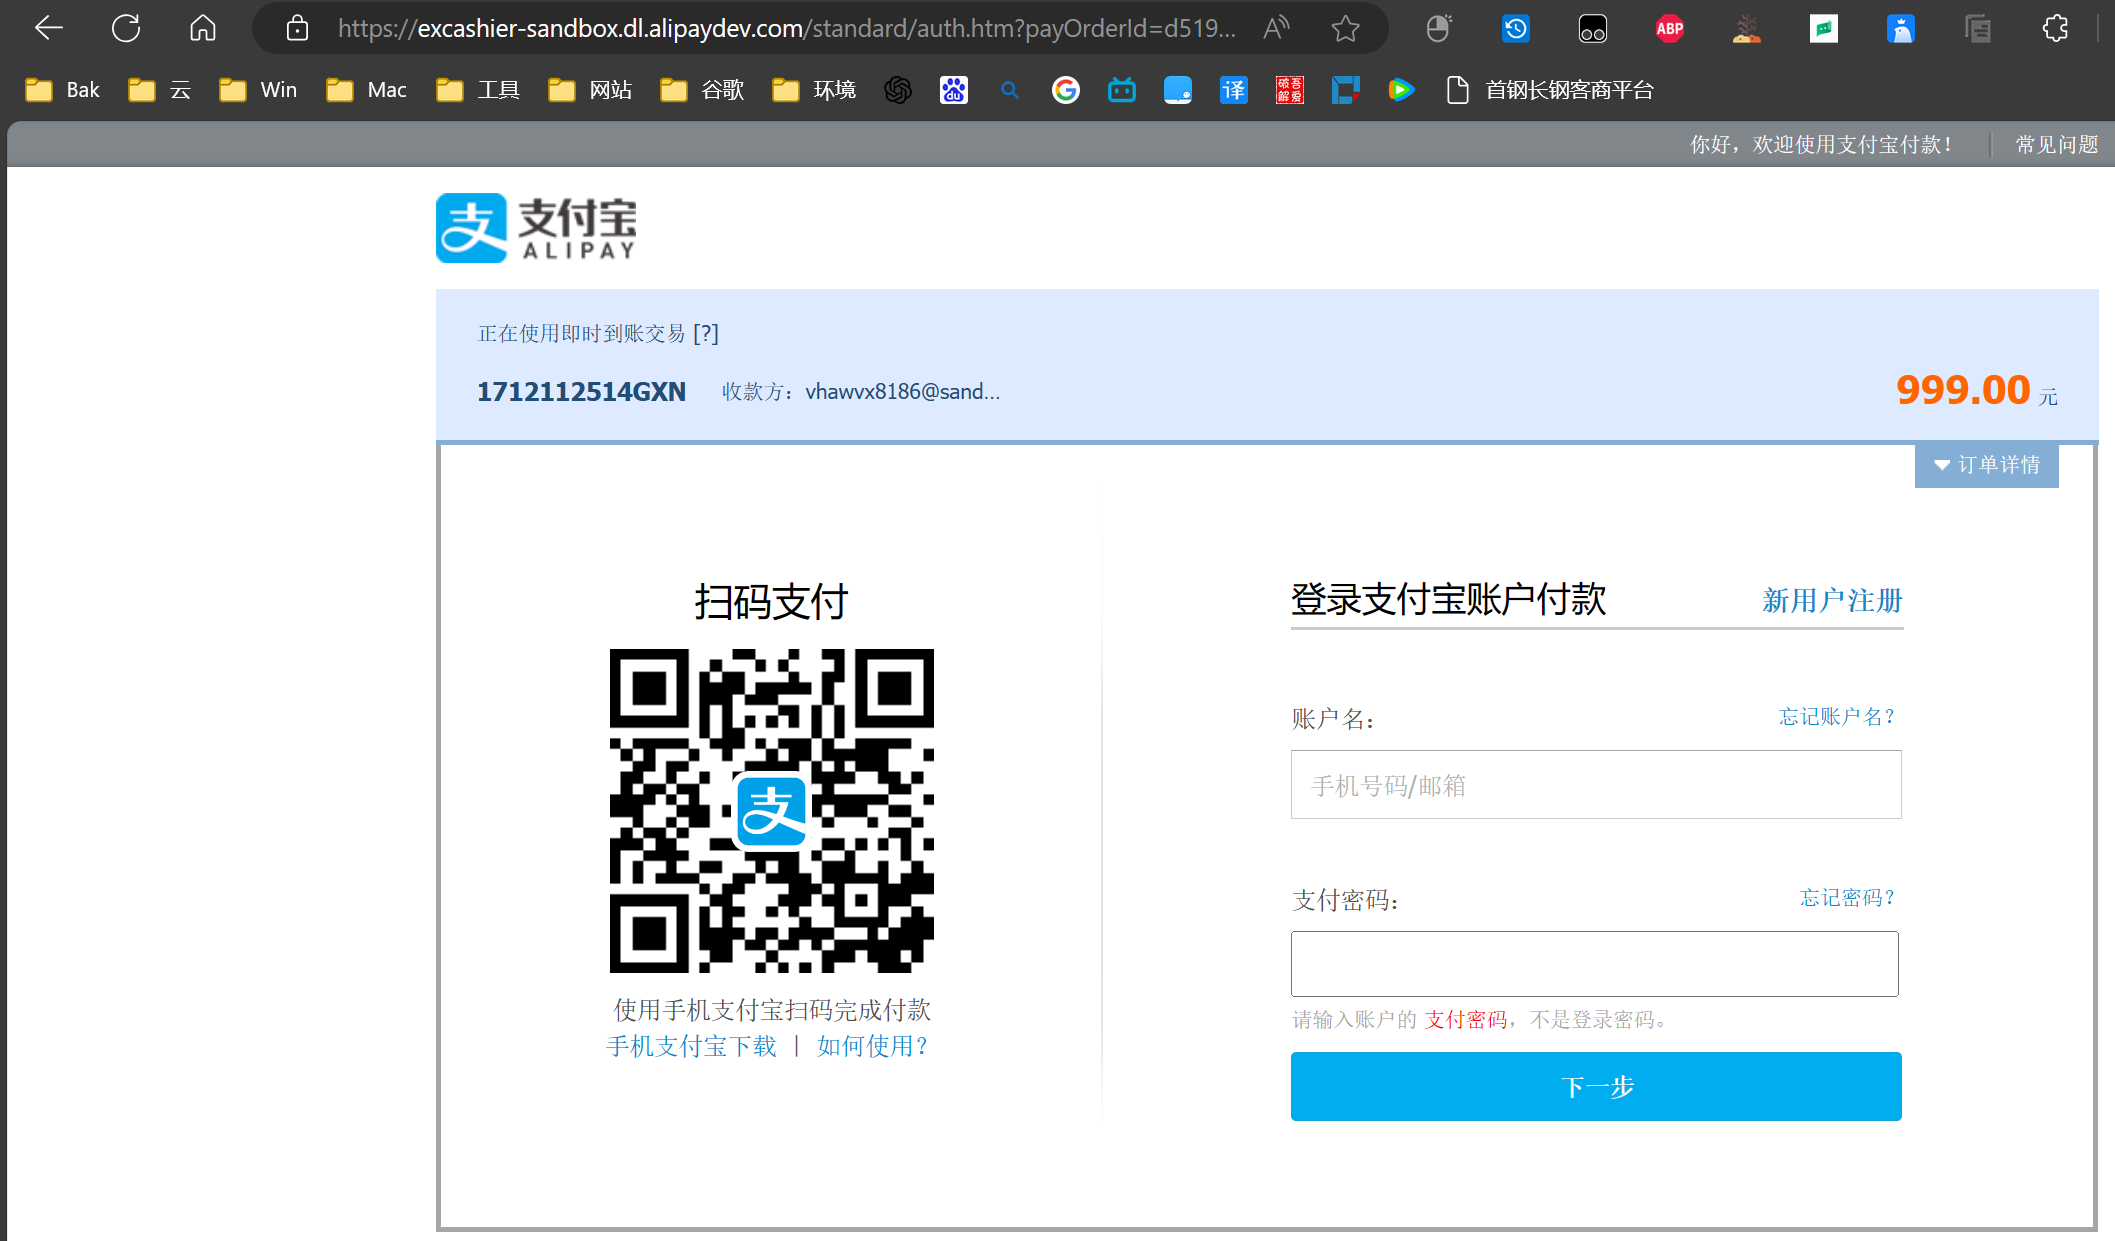 https://excashier-sandbox.dl.alipaydev.com/standard/auth.htm?payOrderId=d519...
ABP
Bak 云 Win Mac 工具 网站 谷歌 环境 du G 译 吾爱破解 首钢长钢客商平台
你好，欢迎使用支付宝付款！ 常见问题
支 支付宝
ALIPAY
正在使用即时到账交易 [?]
1712112514GXN 收款方：vhawvx8186@sand... 999.00 元
订单详情
扫码支付
支
使用手机支付宝扫码完成付款
手机支付宝下载 | 如何使用？
登录支付宝账户付款 新用户注册
账户名： 忘记账户名？
手机号码/邮箱
支付密码： 忘记密码？
请输入账户的 支付密码，不是登录密码。
下一步